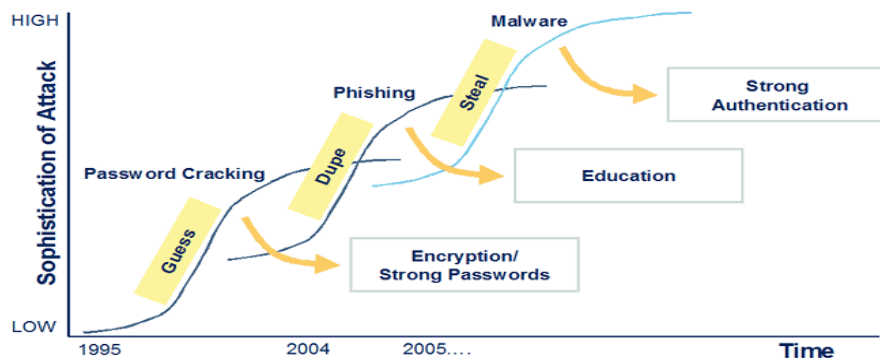 HIGH
Malware
Sophistication of Attack
Steal
Phishing
Strong
Authentication
Dupe
Password Cracking
Education
Guess
Encryption/
Strong Passwords
LOW
1995
2004
2005....
Time